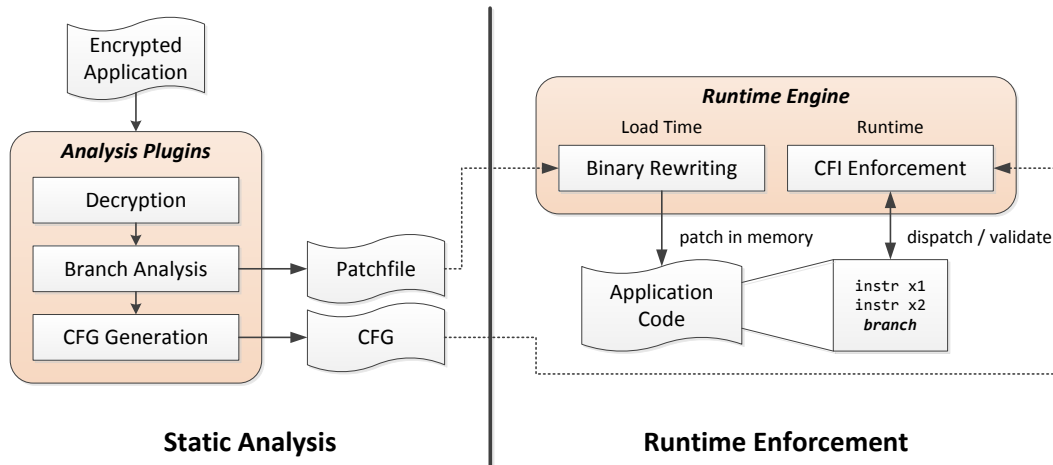 Encrypted
Application
Analysis Plugins
Decryption
Branch Analysis
CFG Generation
Patchfile
CFG
Static Analysis
Runtime Engine
Load Time
Runtime
Binary Rewriting
CFI Enforcement
patch in memory
dispatch / validate
Application
Code
instr x1
instr x2
branch
Runtime Enforcement